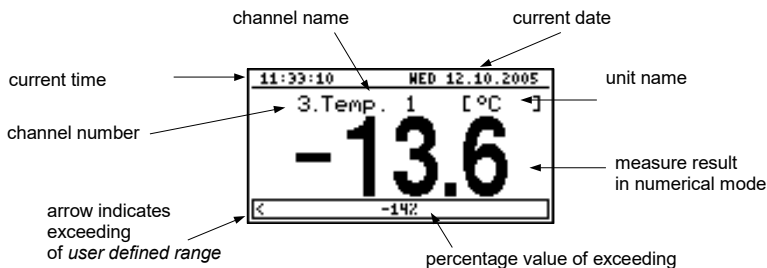 channel name
current date
current time
11:33:10 WED 12.10.2005
unit name
3.Temp. 1 [°C ]
channel number
-13.6
measure result
in numerical mode
arrow indicates
exceeding
of user defined range
< -14%
percentage value of exceeding